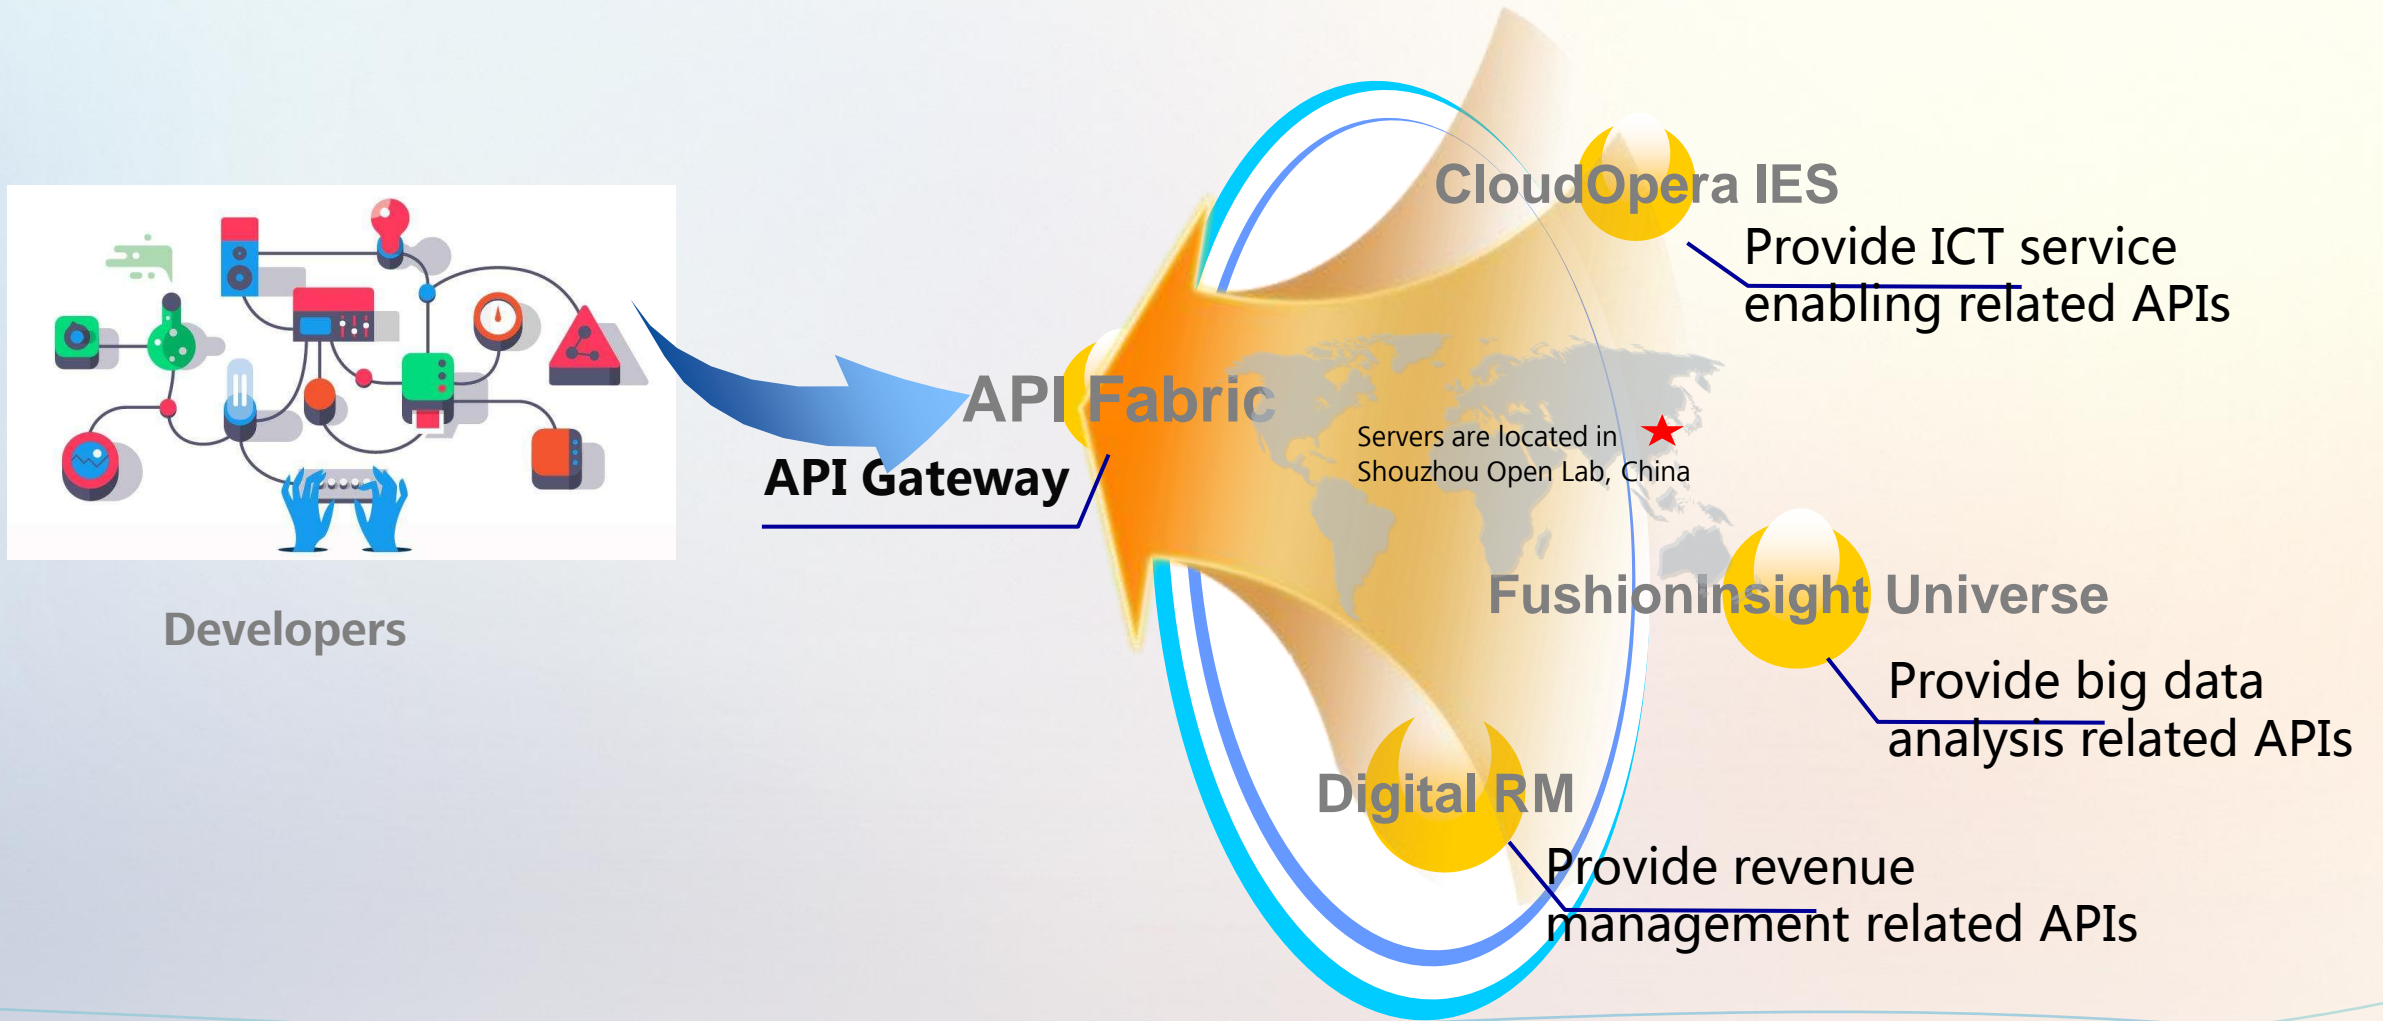 CloudOpera IES
Provide ICT service
enabling related APIs
API Fabric
API Gateway
Servers are located in
Shouzhou Open Lab, China
Developers
FushionInsight Universe
Provide big data
analysis related APIs
Digital RM
Provide revenue
management related APIs